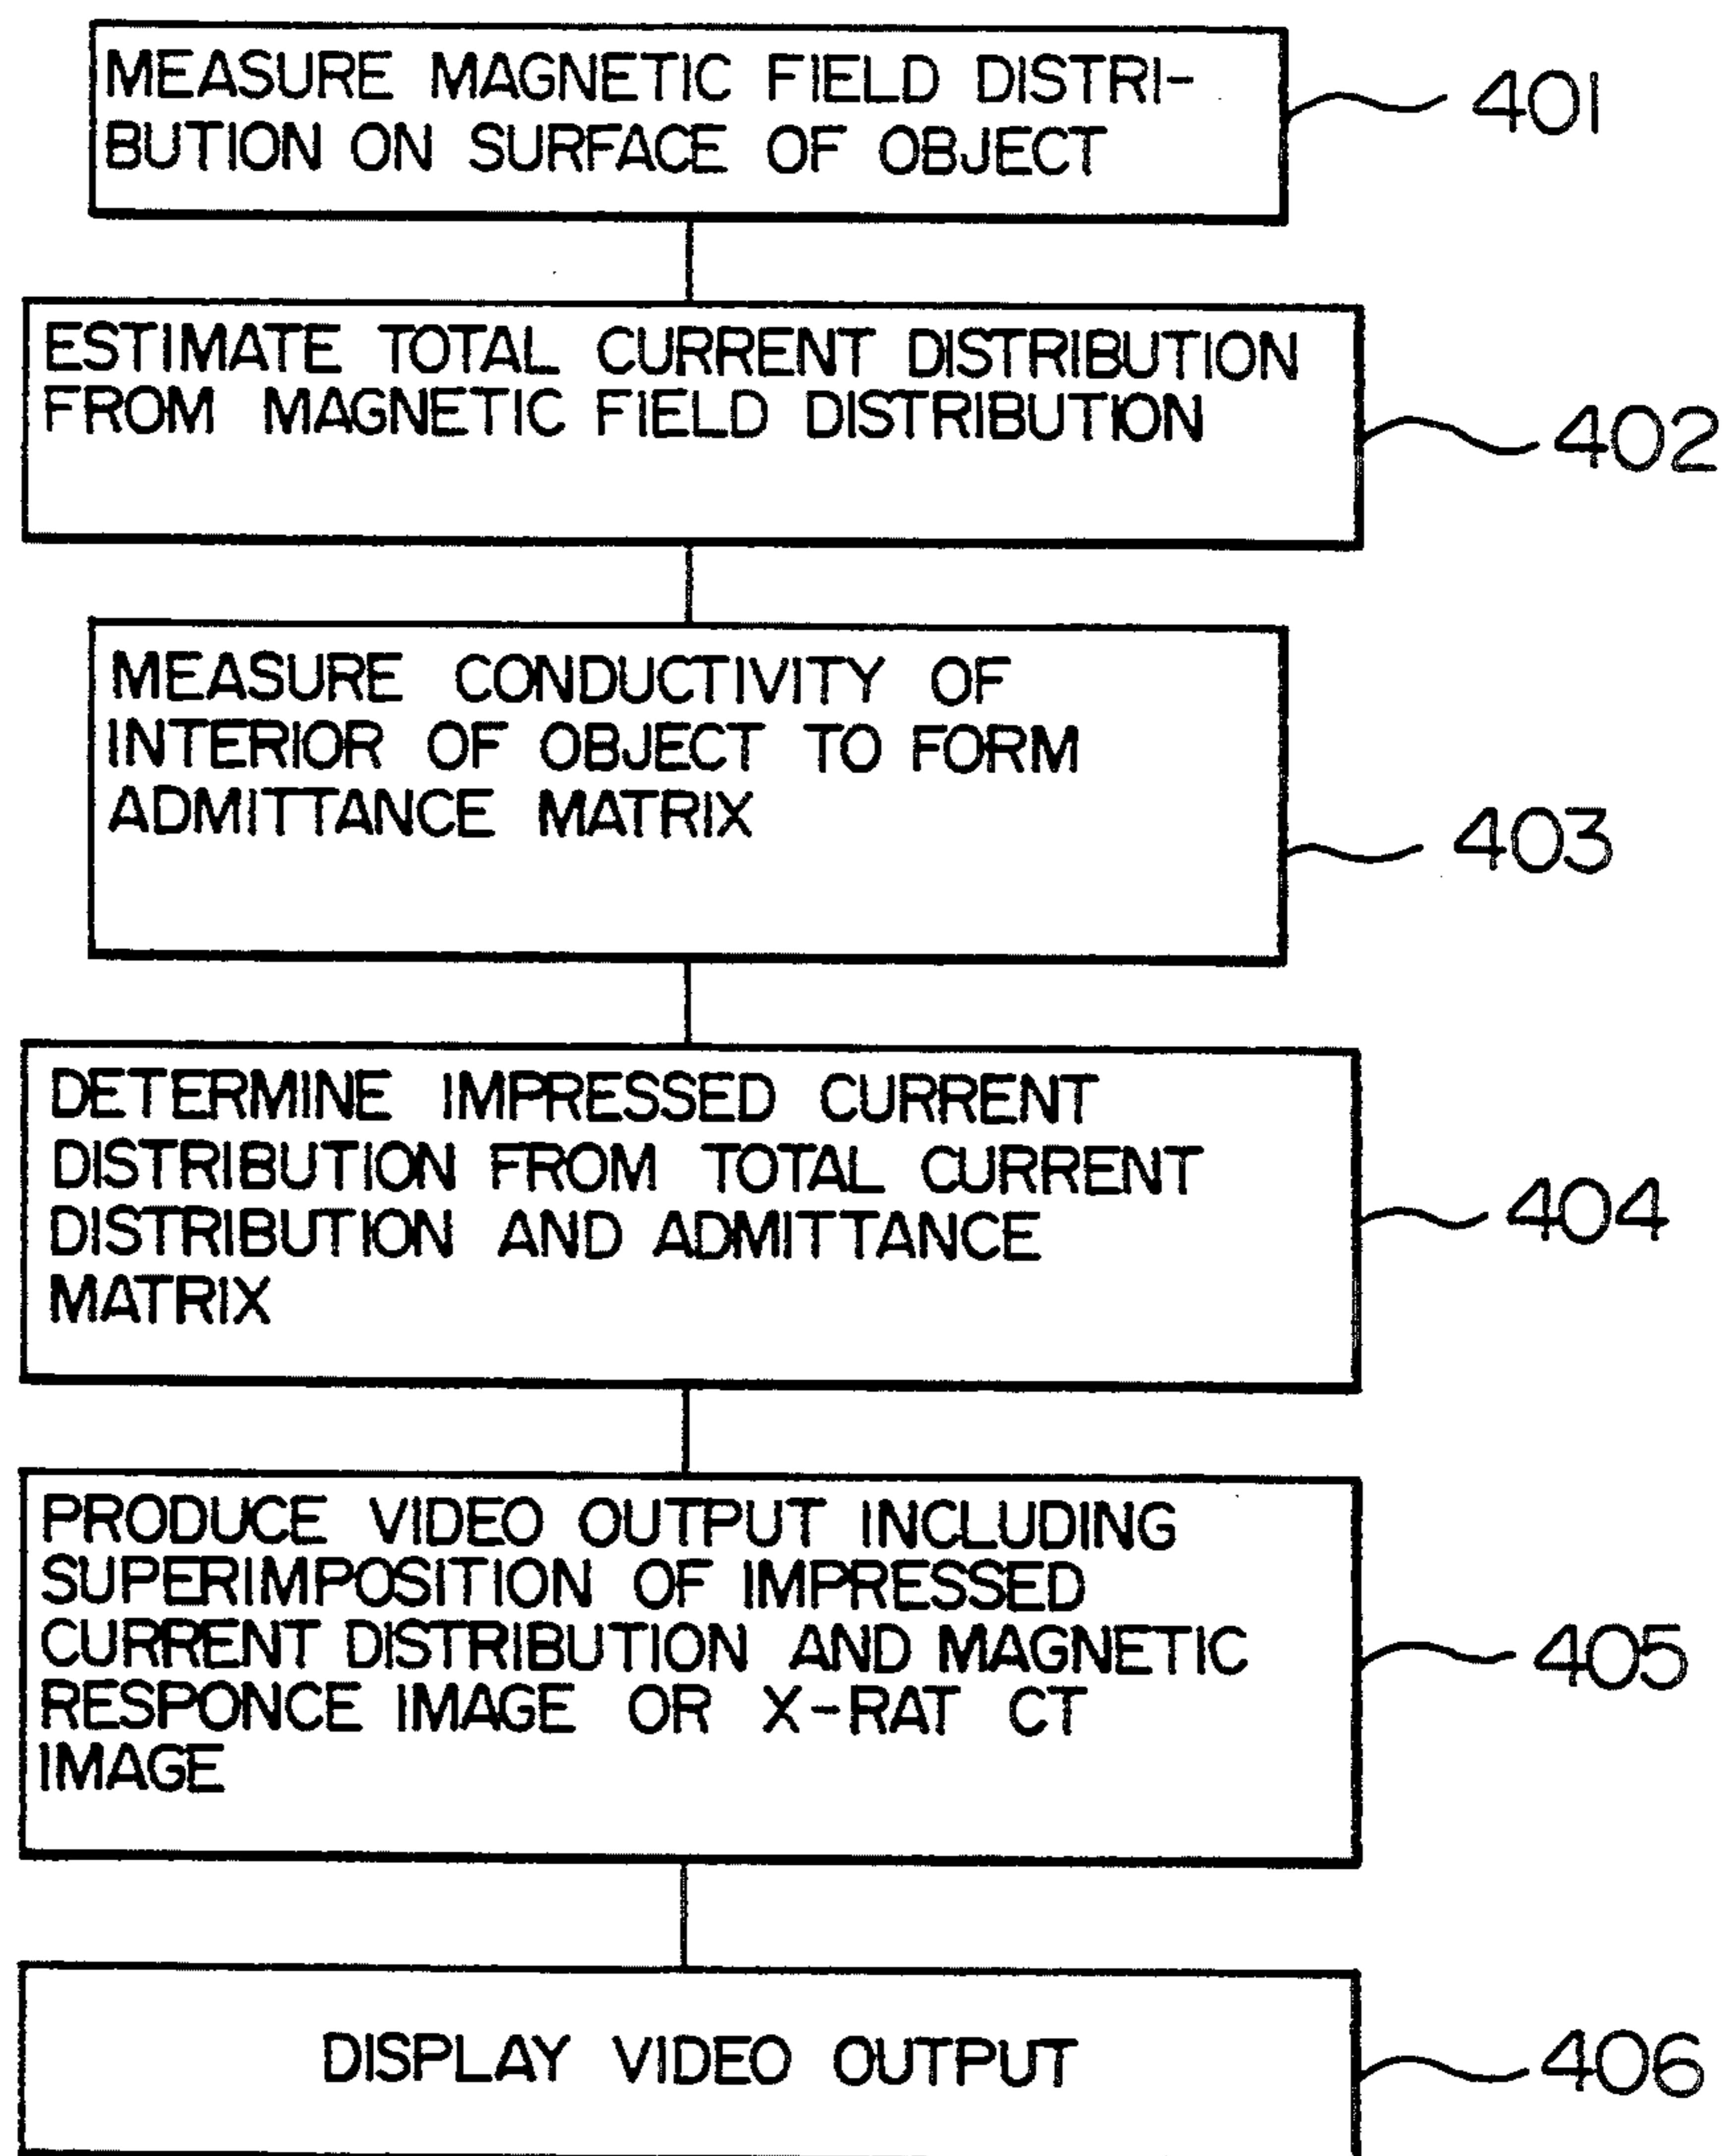 MEASURE MAGNETIC FIELD DISTRI-
BUTION ON SURFACE OF OBJECT
401
ESTIMATE TOTAL CURRENT DISTRIBUTION
FROM MAGNETIC FIELD DISTRIBUTION
402
MEASURE CONDUCTIVITY OF
INTERIOR OF OBJECT TO FORM
ADMITTANCE MATRIX
403
DETERMINE IMPRESSED CURRENT
DISTRIBUTION FROM TOTAL CURRENT
DISTRIBUTION AND ADMITTANCE
MATRIX
404
PRODUCE VIDEO OUTPUT INCLUDING
SUPERIMPOSITION OF IMPRESSED
CURRENT DISTRIBUTION AND MAGNETIC
RESPONCE IMAGE OR X-RAT CT
IMAGE
405
DISPLAY VIDEO OUTPUT
406